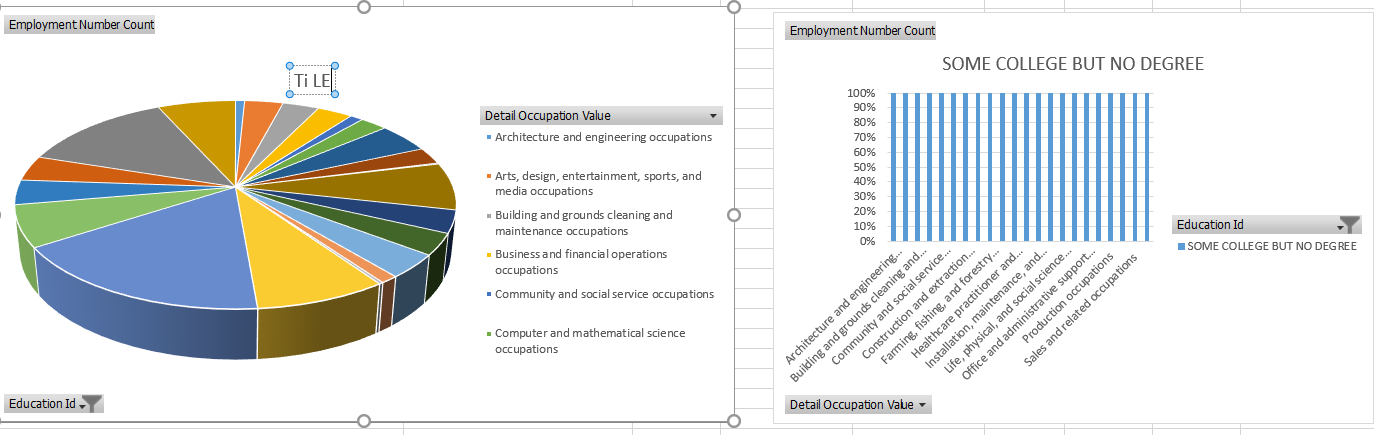 Employment Number Count
Ti LE
Detail Occupation Value
Architecture and engineering occupations
Arts, design, entertainment, sports, and
media occupations
Building and grounds cleaning and
maintenance occupations
Business and financial operations
occupations
Community and social service occupations
Computer and mathematical science
occupations
Education Id
Employment Number Count
SOME COLLEGE BUT NO DEGREE
100%
90%
80%
70%
60%
50%
40%
30%
20%
10%
0%
Architecture and engineering...
Building and grounds cleaning and...
Community and social service...
Construction and extraction...
Farming, fishing, and forestry...
Healthcare practitioner and...
Installation, maintenance, and...
Life, physical, and social science...
Office and administrative support...
Production occupations
Sales and related occupations
Education Id
SOME COLLEGE BUT NO DEGREE
Detail Occupation Value